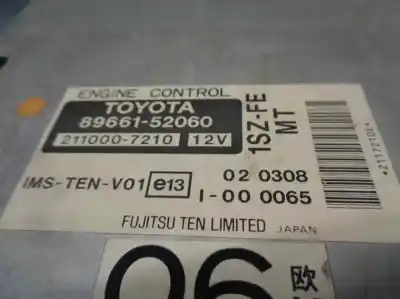 ENGINE CONTROL
TOYOTA
89661-52060
211000-7210 12V
1SZ-FE
MT
IMS-TEN-V01 e13
02 0308
I-00 0065
FUJITSU TEN LIMITED JAPAN
06
欧